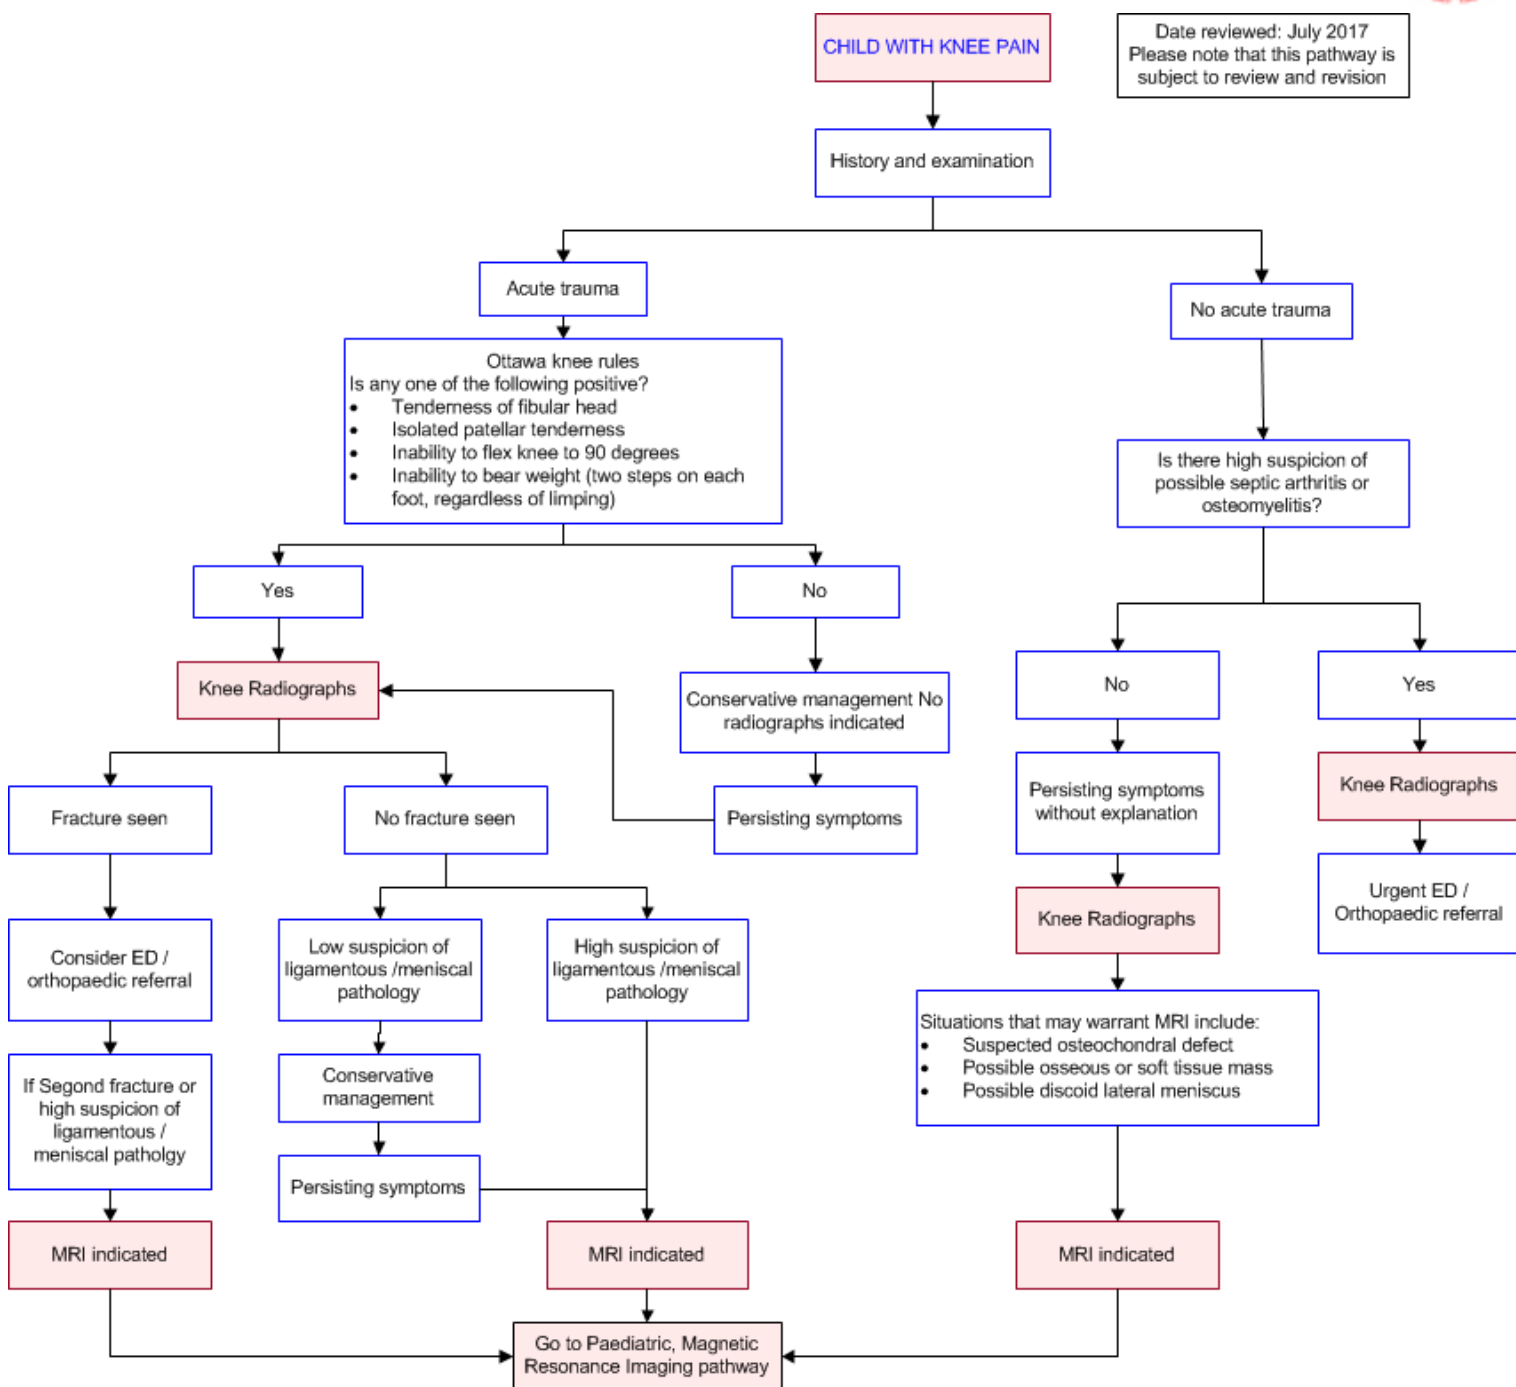 CHILD WITH KNEE PAIN
Date reviewed: July 2017
Please note that this pathway is
subject to review and revision
History and examination
Acute trauma
No acute trauma
Ottawa knee rules
Is any one of the following positive?
• Tenderness of fibular head
• Isolated patellar tenderness
• Inability to flex knee to 90 degrees
• Inability to bear weight (two steps on each
foot, regardless of limping)
Is there high suspicion of
possible septic arthritis or
osteomyelitis?
Yes
No
No
Yes
Knee Radiographs
Conservative management No
radiographs indicated
Persisting symptoms
without explanation
Knee Radiographs
Fracture seen
No fracture seen
Persisting symptoms
Knee Radiographs
Urgent ED /
Orthopaedic referral
Consider ED /
orthopaedic referral
Low suspicion of
ligamentous /meniscal
pathology
High suspicion of
ligamentous /meniscal
pathology
Situations that may warrant MRI include:
• Suspected osteochondral defect
• Possible osseous or soft tissue mass
• Possible discoid lateral meniscus
If Segond fracture or
high suspicion of
ligamentous /
meniscal patholgy
Conservative
management
Persisting symptoms
MRI indicated
MRI indicated
MRI indicated
Go to Paediatric, Magnetic
Resonance Imaging pathway